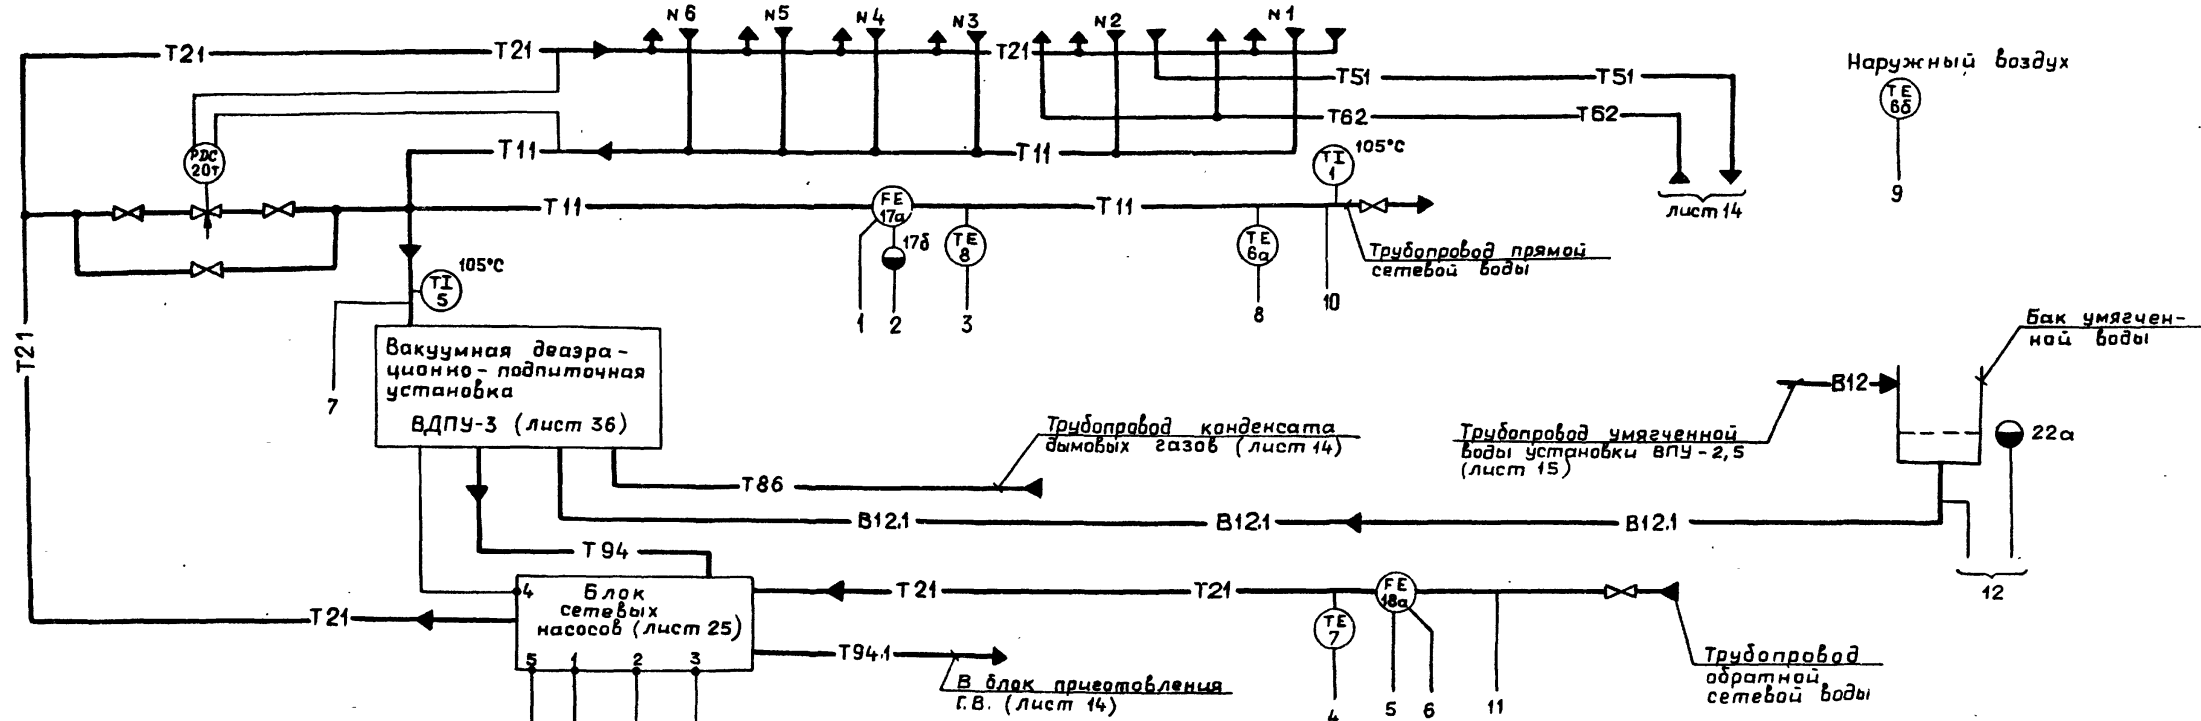 N6 N5 N4 N3 N2 N1
T21 T21 T21
T51 T51
Наружный воздух
TE 6б
T62 T62
PDC 20т
T11 T11
TI 1 105°C
9
лист 14
T11 T11
FE 17а
17б
TE 8
TE 6а
Трубопровод прямой
сетевой воды
TI 5 105°C
1 2 3 8 10
T21
Вакуумная деаэра-
ционно-подпиточная
установка
ВДПУ-3 (лист 36)
7
Бак умягчен-
ной воды
B12
Трубопровод конденсата
дымовых газов (лист 14)
Трубопровод умягченной
воды установки ВПУ-2,5
(лист 15)
22а
T86
B12.1 B12.1 B12.1
T94
4
Блок
сетевых
насосов (лист 25)
5 1 2 3
T21 T21
FE 18а
12
T21
TE 7
T94.1
В блок приготовления
Г.В. (лист 14)
4 5 6 11
Трубопровод
обратной
сетевой воды